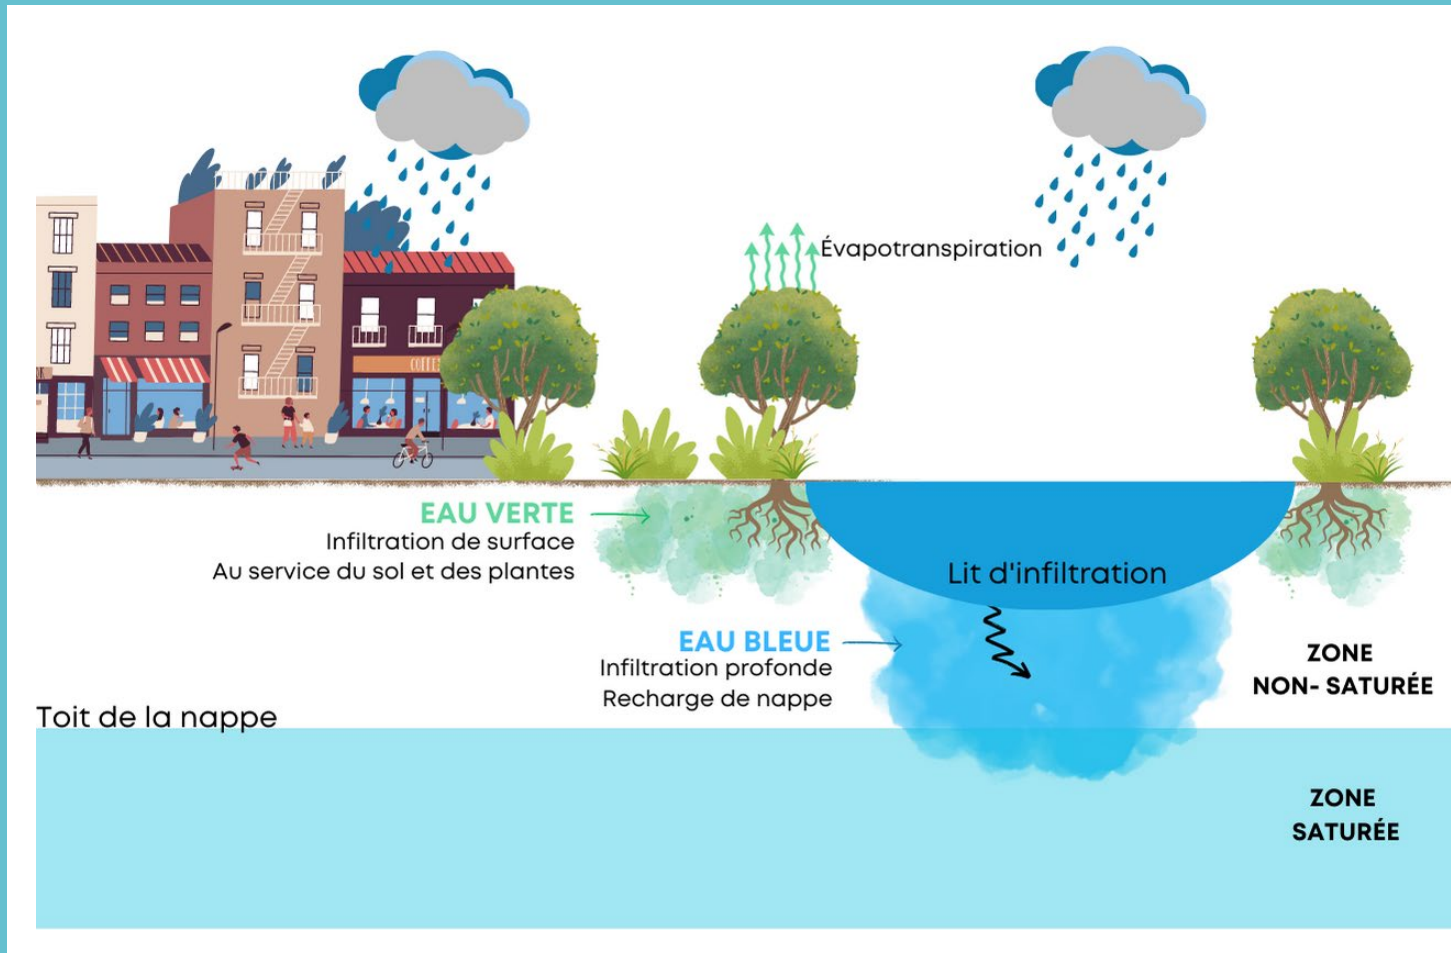 Évapotranspiration
COFFE
EAU VERTE
Infiltration de surface
Au service du sol et des plantes
Lit d'infiltration
EAU BLEUE
Infiltration profonde
Recharge de nappe
ZONE
NON- SATURÉE
Toit de la nappe
ZONE
SATURÉE